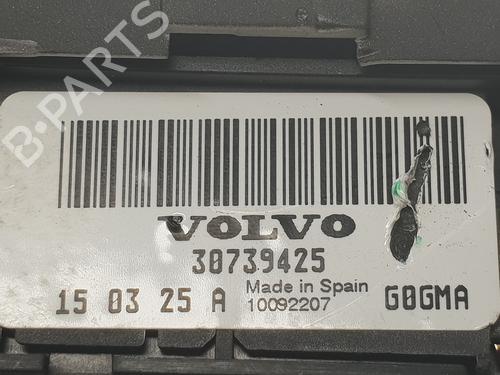 B-PARTS
VOLVO
30739425
15 03 25 A
Made in Spain
10092207
G0GMA